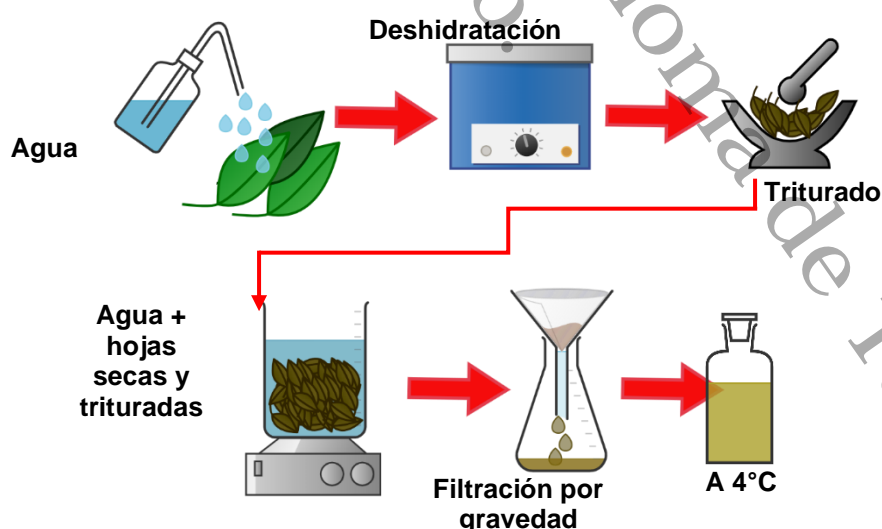 Deshidratación
Agua
Triturado
Agua +
hojas
secas y
trituradas
Filtración por
gravedad
A 4°C